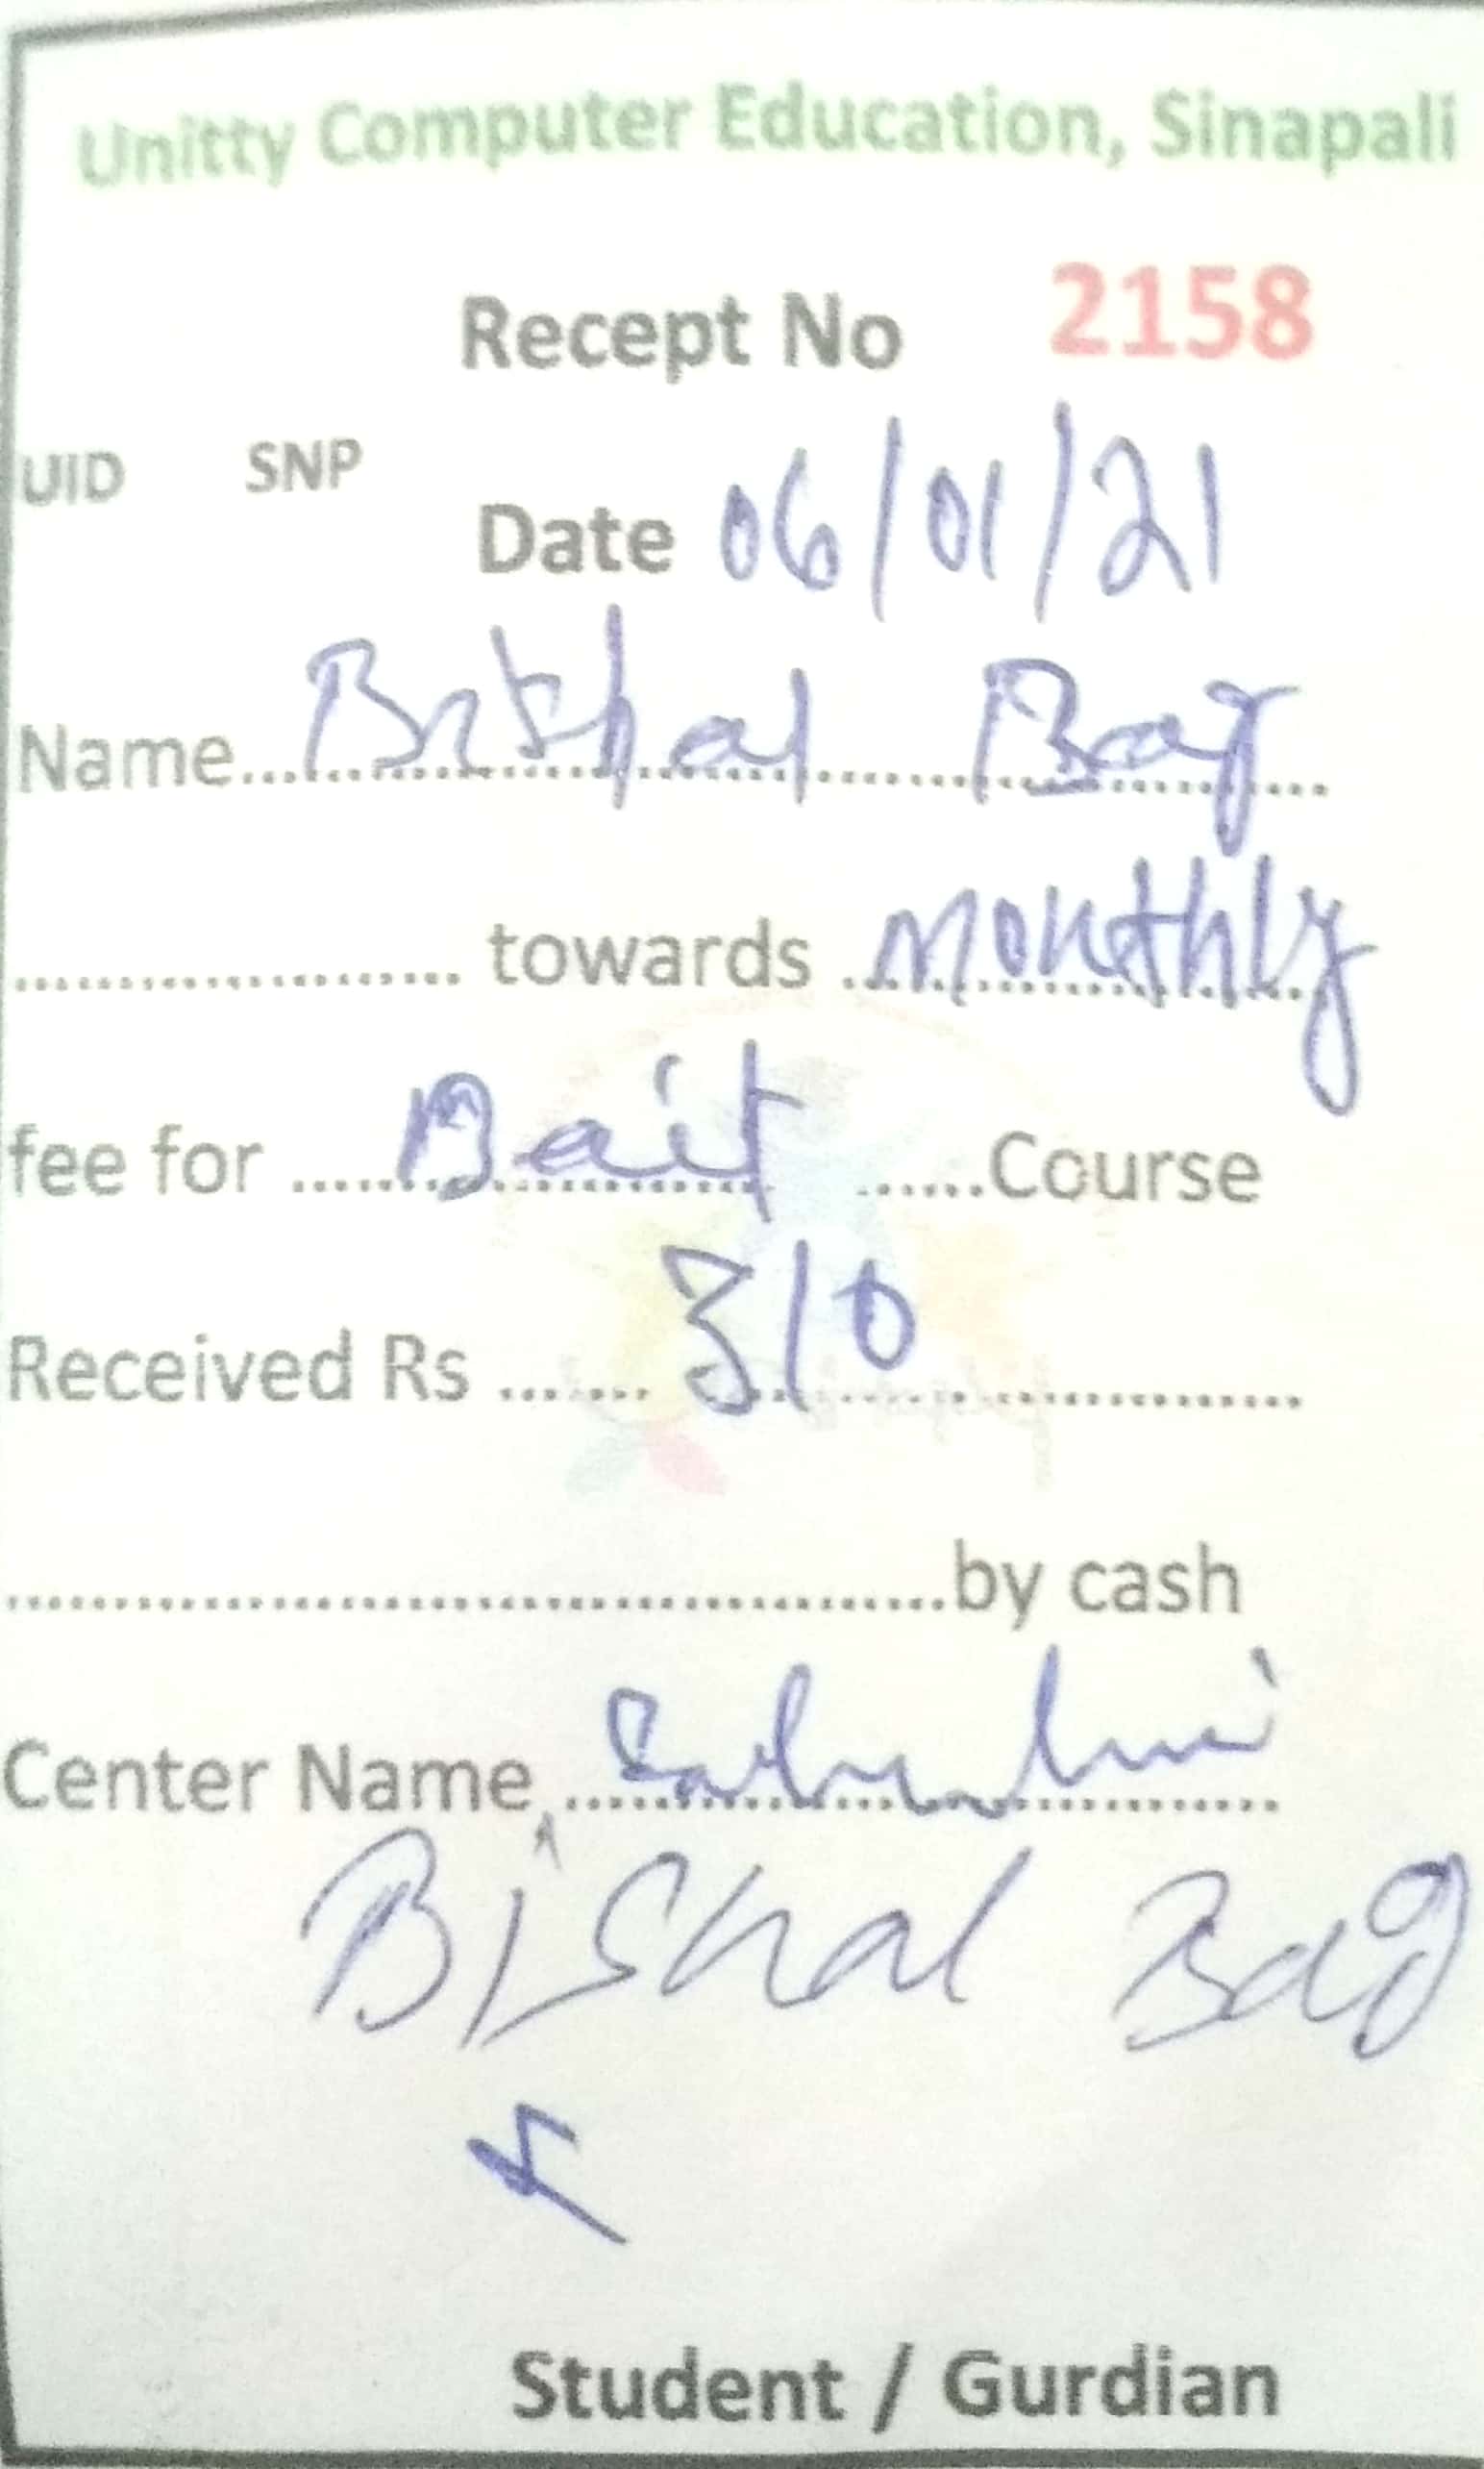 Unitty Computer Education, Sinapali
Recept No 2158
UID SNP
Date 06/01/21
Name.... Bishal Bag
.................... towards .. Monthly
fee for ..... Bait ......Course
Received Rs ....... 310
........................................by cash
Center Name
Bishal Bag
Student / Gurdian